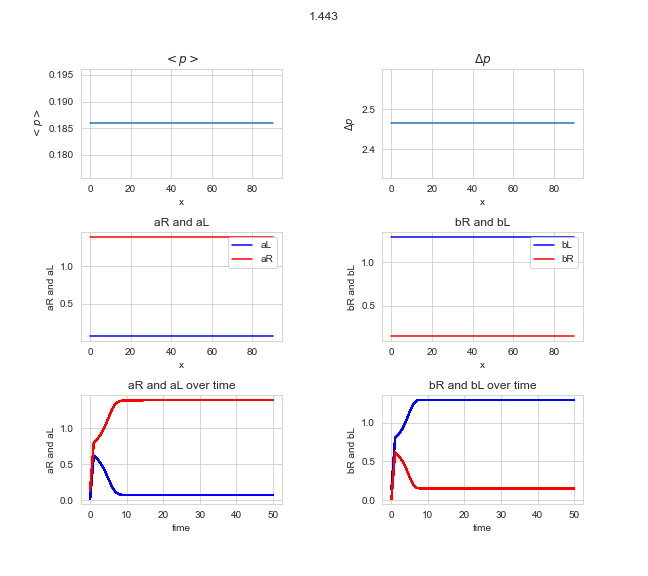 1.443
< p >
Δp
0.195
0.190
0.185
0.180
< p >
0 20 40 60 80
x
2.5
2.4
Δp
0 20 40 60 80
x
aR and aL
bR and bL
1.0
0.5
aR and aL
aL
aR
0 20 40 60 80
x
1.0
0.5
bR and bL
bL
bR
0 20 40 60 80
x
aR and aL over time
bR and bL over time
1.0
0.5
0.0
aR and aL
0 10 20 30 40 50
time
1.0
0.5
0.0
bR and bL
0 10 20 30 40 50
time